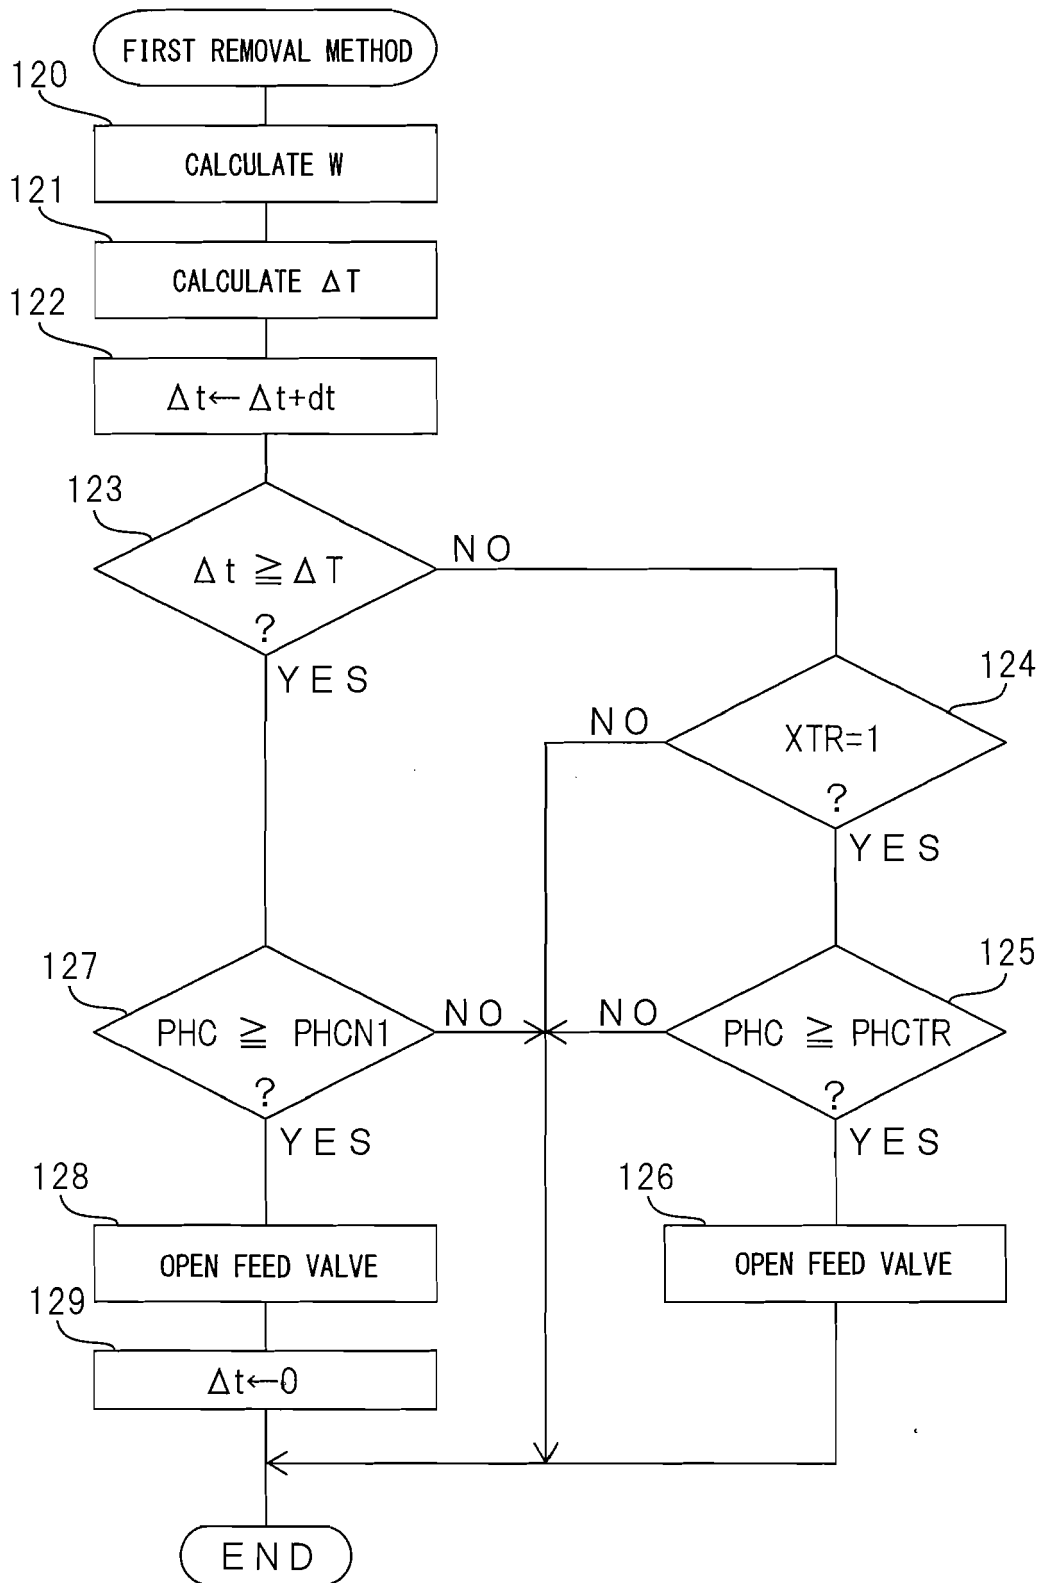 FIRST REMOVAL METHOD
120
CALCULATE W
121
CALCULATE ΔT
122
Δt←Δt+dt
123
Δt ≧ ΔT
?
NO
YES
124
XTR=1
?
NO
YES
127
PHC ≧ PHCN1
?
NO
YES
125
PHC ≧ PHCTR
?
NO
YES
128
OPEN FEED VALVE
126
OPEN FEED VALVE
129
Δt←0
END